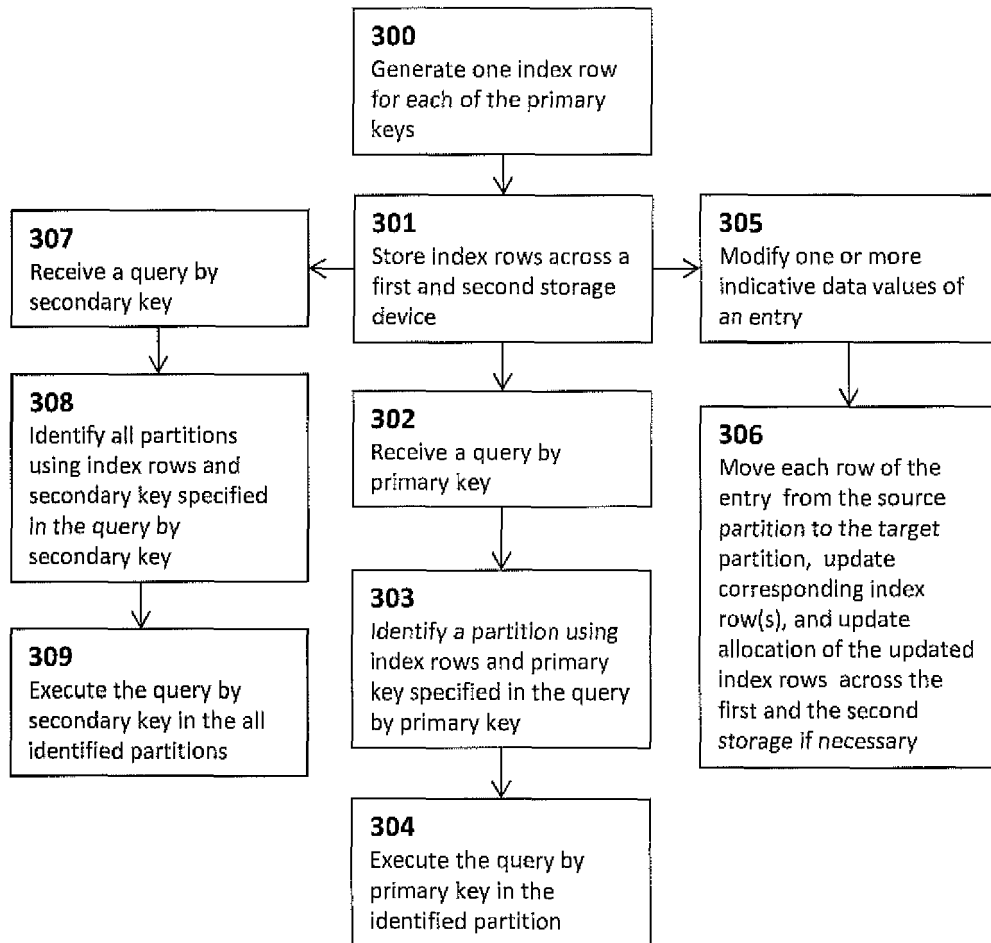 300
Generate one index row
for each of the primary
keys
301
Store index rows across a
first and second storage
device
307
Receive a query by
secondary key
305
Modify one or more
indicative data values of
an entry
308
Identify all partitions
using index rows and
secondary key specified
in the query by
secondary key
302
Receive a query by
primary key
306
Move each row of the
entry from the source
partition to the target
partition, update
corresponding index
row(s), and update
allocation of the updated
index rows across the
first and the second
storage if necessary
309
Execute the query by
secondary key in the all
identified partitions
303
Identify a partition using
index rows and primary
key specified in the query
by primary key
304
Execute the query by
primary key in the
identified partition